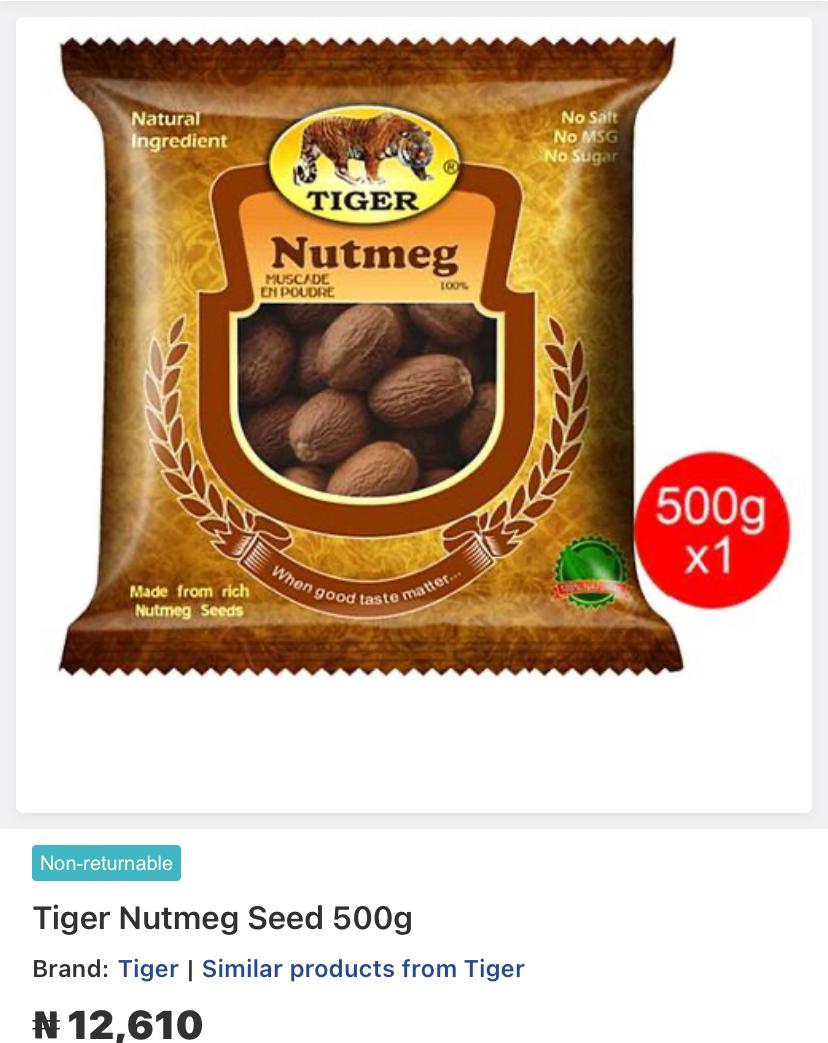 Natural
Ingredient
No Salt
No MSG
No Sugar
®
TIGER
Nutmeg
MUSCADE
EN POUDRE
100%
500g
x1
When good taste matter...
Made from rich
Nutmeg Seeds
Non-returnable
Tiger Nutmeg Seed 500g
Brand: Tiger | Similar products from Tiger
₦ 12,610